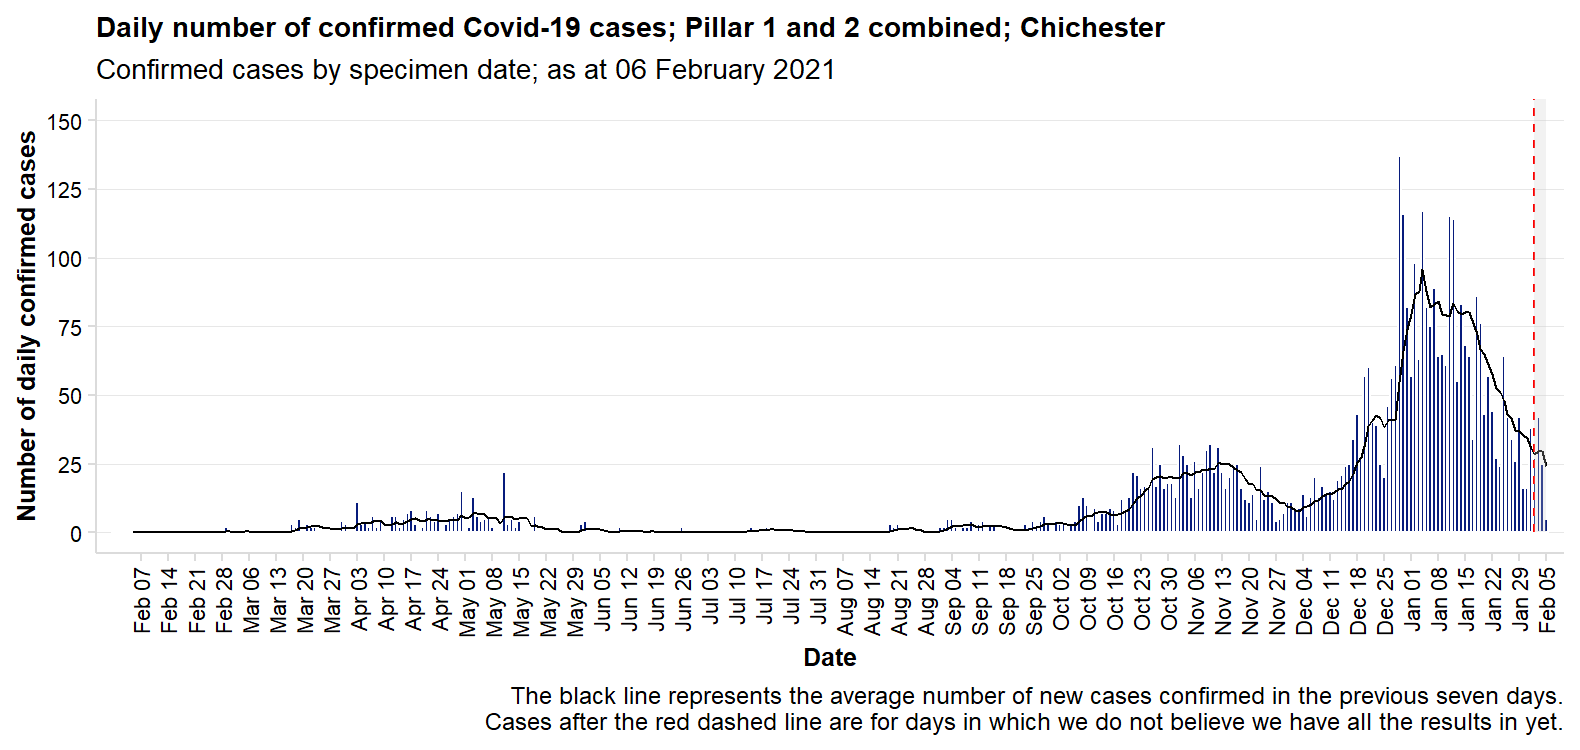 Daily number of confirmed Covid-19 cases; Pillar 1 and 2 combined; Chichester
Confirmed cases by specimen date; as at 06 February 2021
Number of daily confirmed cases
150
125
100
75
50
25
0
Feb 07
Feb 14
Feb 21
Feb 28
Mar 06
Mar 13
Mar 20
Mar 27
Apr 03
Apr 10
Apr 17
Apr 24
May 01
May 08
May 15
May 22
May 29
Jun 05
Jun 12
Jun 19
Jun 26
Jul 03
Jul 10
Jul 17
Jul 24
Jul 31
Aug 07
Aug 14
Aug 21
Aug 28
Sep 04
Sep 11
Sep 18
Sep 25
Oct 02
Oct 09
Oct 16
Oct 23
Oct 30
Nov 06
Nov 13
Nov 20
Nov 27
Dec 04
Dec 11
Dec 18
Dec 25
Jan 01
Jan 08
Jan 15
Jan 22
Jan 29
Feb 05
Date
The black line represents the average number of new cases confirmed in the previous seven days.
Cases after the red dashed line are for days in which we do not believe we have all the results in yet.